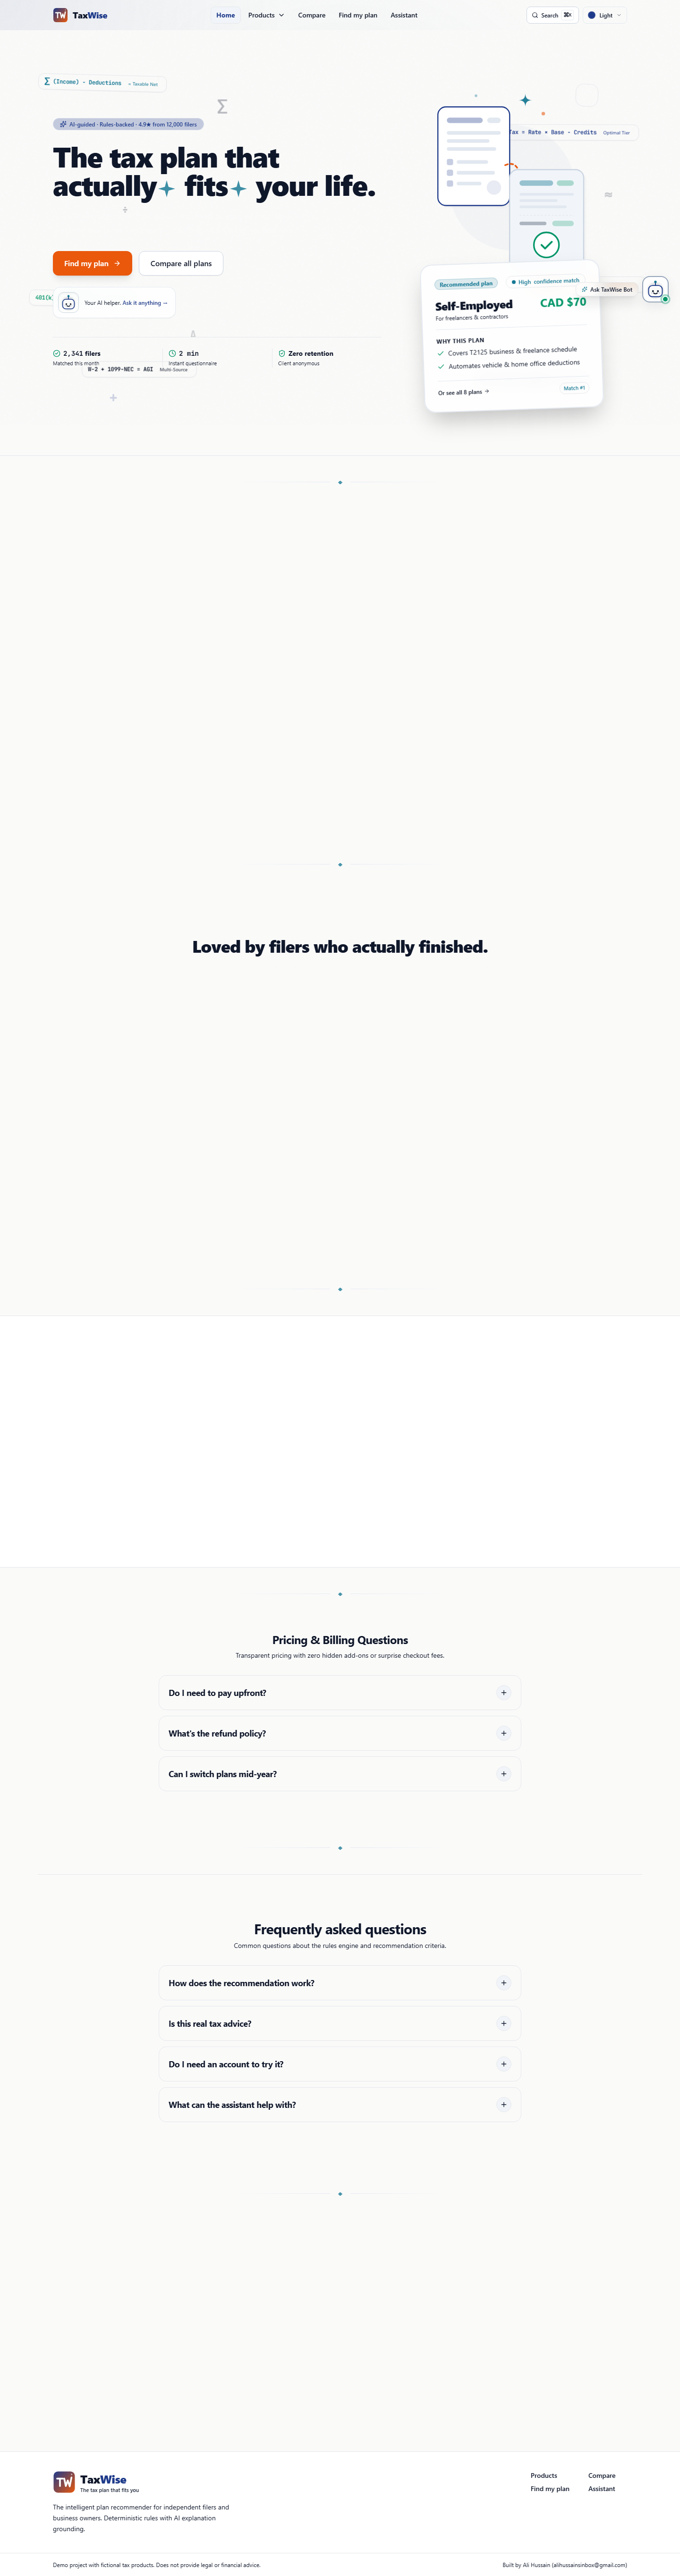 TW TaxWise
Home Products Compare Find my plan Assistant
Search ⌘K Light
Σ (Income) - Deductions = Taxable Net
Σ
AI-guided · Rules-backed · 4.9★ from 12,000 filers
The tax plan that
actually fits your life.
÷
Find my plan → Compare all plans
401(k)
Your AI helper. Ask it anything →
Δ
2,341 filers
Matched this month
2 min
Instant questionnaire
Zero retention
Client anonymous
W-2 + 1099-NEC = AGI Multi-Source
+
Tax = Rate × Base - Credits Optimal Tier
≈
Recommended plan High confidence match
Self-Employed CAD $70
For freelancers & contractors
WHY THIS PLAN
Covers T2125 business & freelance schedule
Automates vehicle & home office deductions
Or see all 8 plans → Match #1
Ask TaxWise Bot
Loved by filers who actually finished.
Pricing & Billing Questions
Transparent pricing with zero hidden add-ons or surprise checkout fees.
Do I need to pay upfront? +
What's the refund policy? +
Can I switch plans mid-year? +
Frequently asked questions
Common questions about the rules engine and recommendation criteria.
How does the recommendation work? +
Is this real tax advice? +
Do I need an account to try it? +
What can the assistant help with? +
TW TaxWise
The tax plan that fits you
The intelligent plan recommender for independent filers and
business owners. Deterministic rules with AI explanation
grounding.
Products Compare
Find my plan Assistant
Demo project with fictional tax products. Does not provide legal or financial advice.
Built by Ali Hussain (alihussainsinbox@gmail.com)